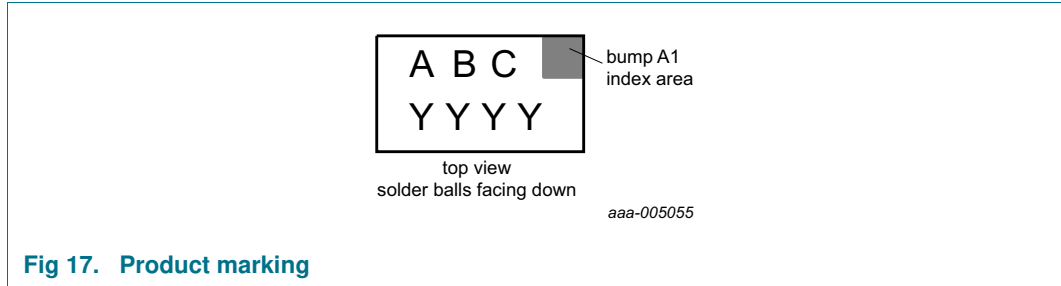 A B C
Y Y Y Y
bump A1
index area
top view
solder balls facing down
aaa-005055
Fig 17. Product marking